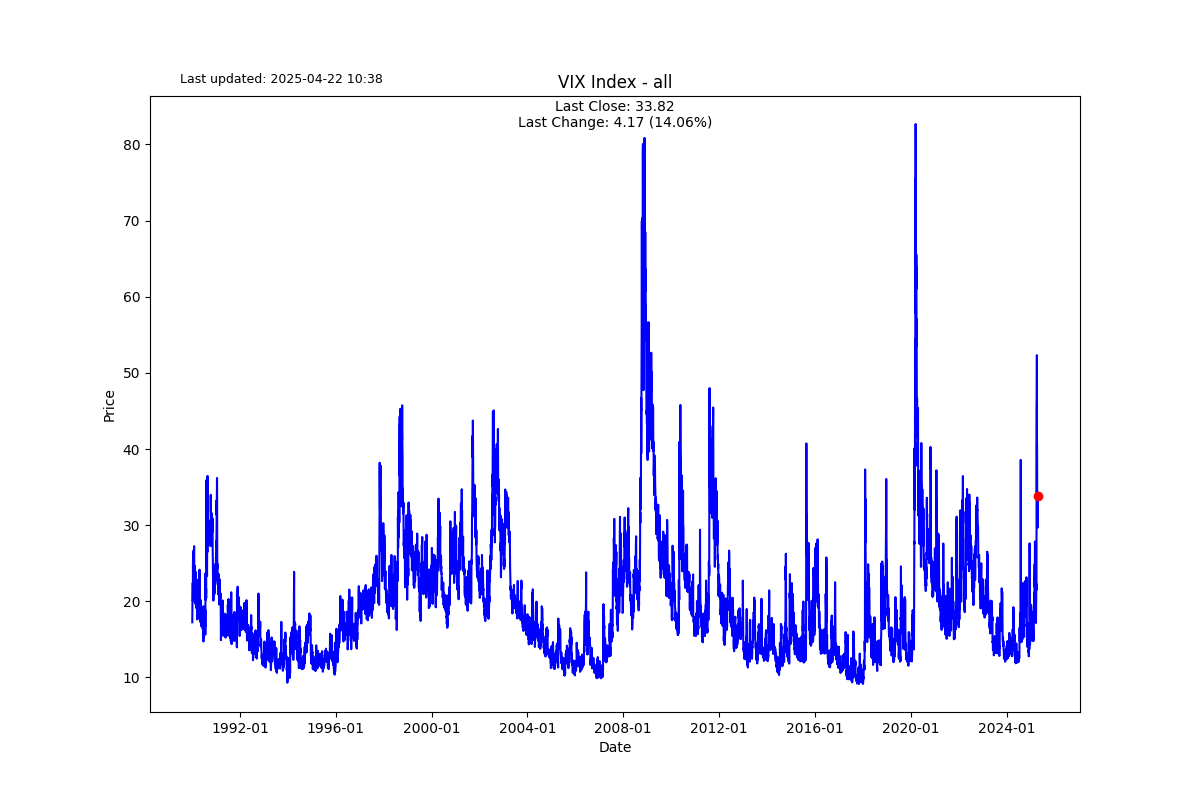 Last updated: 2025-04-22 10:38
VIX Index - all
Last Close: 33.82
Last Change: 4.17 (14.06%)
80
70
60
50
40
30
20
10
Price
1992-01
1996-01
2000-01
2004-01
2008-01
2012-01
2016-01
2020-01
2024-01
Date